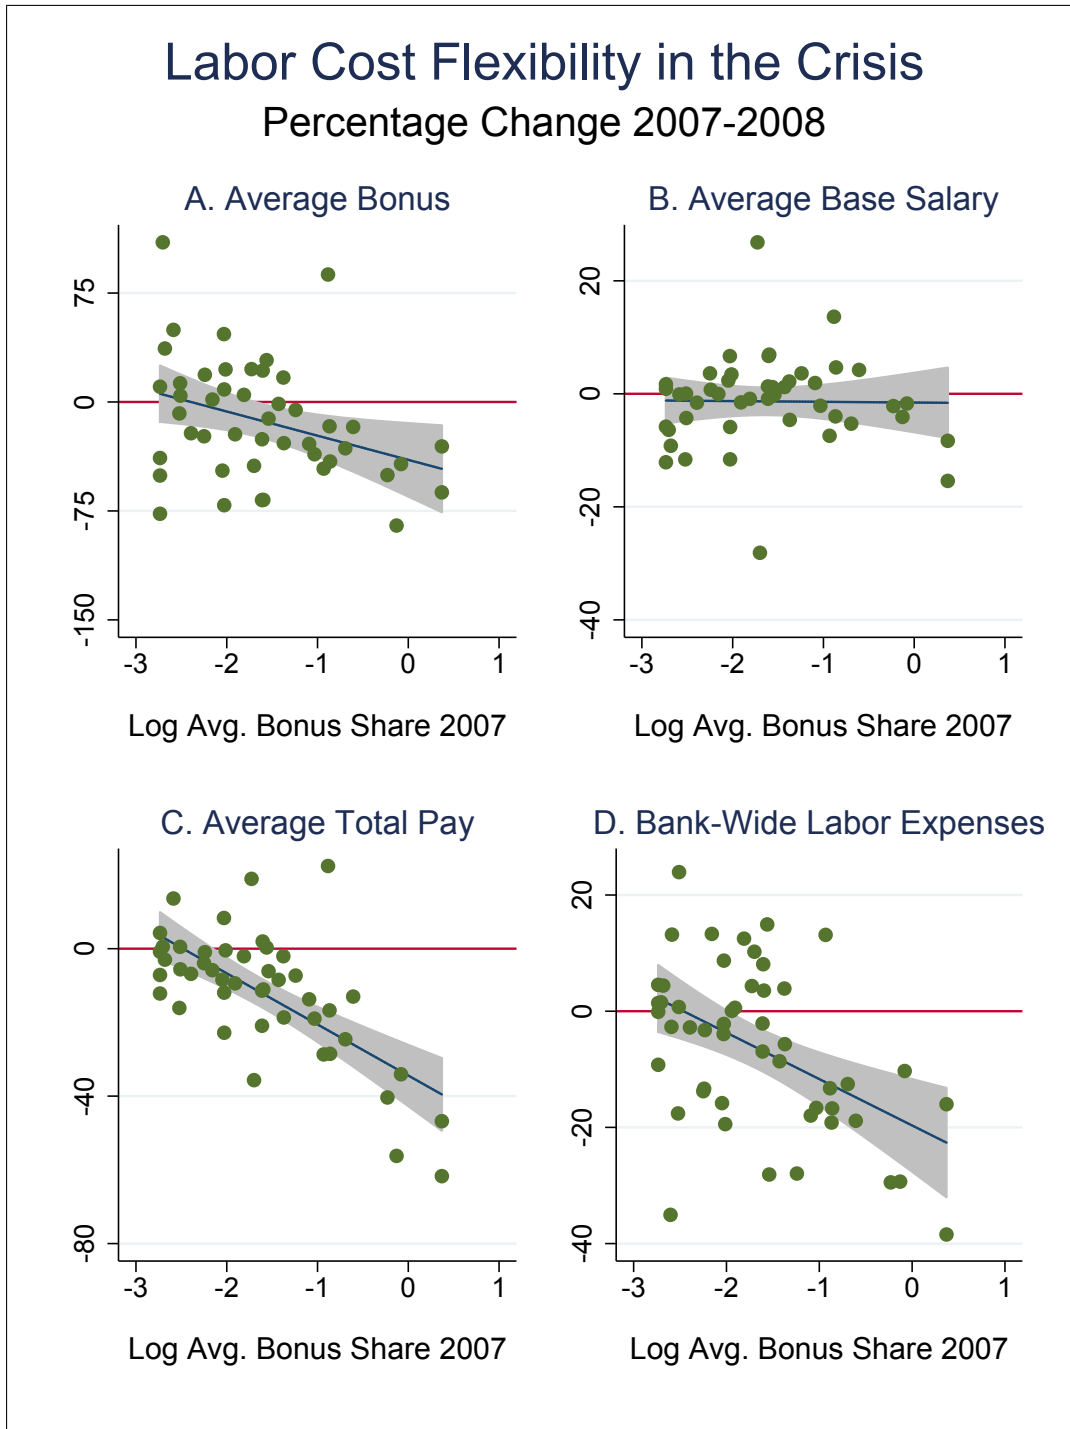 Labor Cost Flexibility in the Crisis
Percentage Change 2007-2008
A. Average Bonus
75
0
-75
-150
-3 -2 -1 0 1
Log Avg. Bonus Share 2007
B. Average Base Salary
20
0
-20
-40
-3 -2 -1 0 1
Log Avg. Bonus Share 2007
C. Average Total Pay
0
-40
-80
-3 -2 -1 0 1
Log Avg. Bonus Share 2007
D. Bank-Wide Labor Expenses
20
0
-20
-40
-3 -2 -1 0 1
Log Avg. Bonus Share 2007